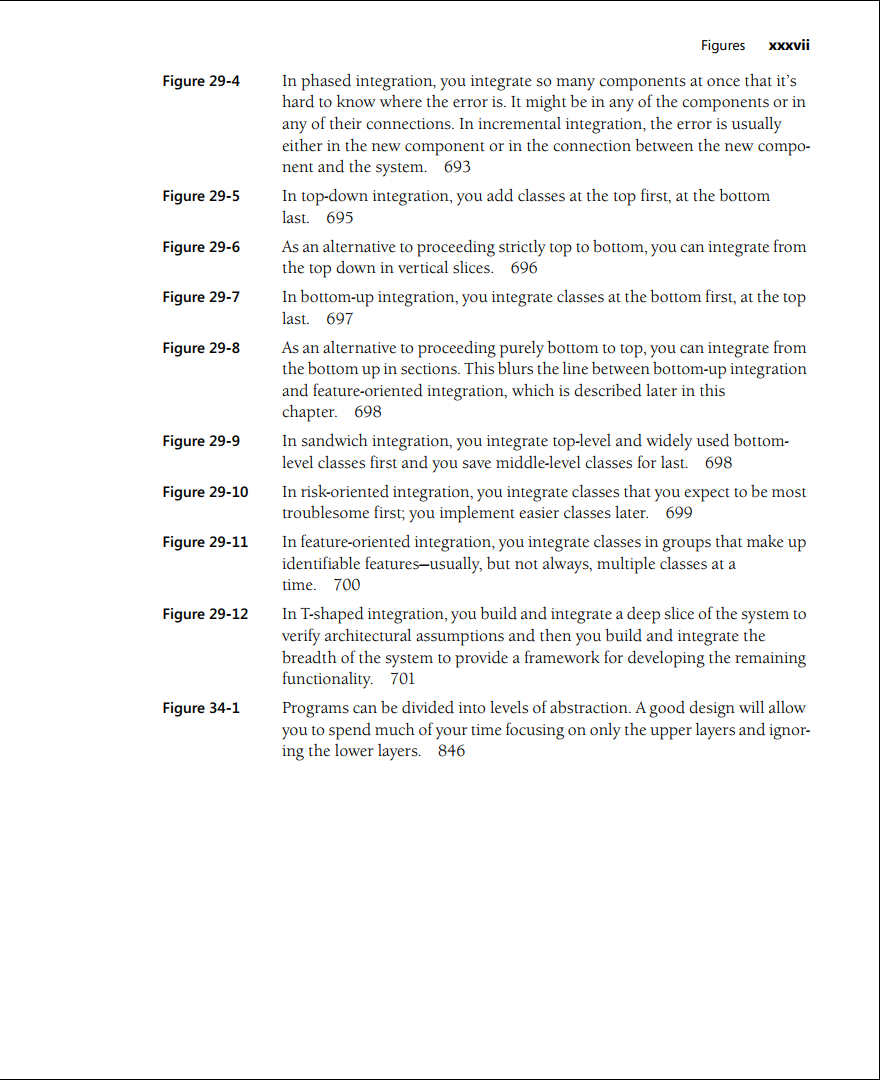 Figures xxxvii
Figure 29-4 In phased integration, you integrate so many components at once that it's
hard to know where the error is. It might be in any of the components or in
any of their connections. In incremental integration, the error is usually
either in the new component or in the connection between the new compo-
nent and the system. 693
Figure 29-5 In top-down integration, you add classes at the top first, at the bottom
last. 695
Figure 29-6 As an alternative to proceeding strictly top to bottom, you can integrate from
the top down in vertical slices. 696
Figure 29-7 In bottom-up integration, you integrate classes at the bottom first, at the top
last. 697
Figure 29-8 As an alternative to proceeding purely bottom to top, you can integrate from
the bottom up in sections. This blurs the line between bottom-up integration
and feature-oriented integration, which is described later in this
chapter. 698
Figure 29-9 In sandwich integration, you integrate top-level and widely used bottom-
level classes first and you save middle-level classes for last. 698
Figure 29-10 In risk-oriented integration, you integrate classes that you expect to be most
troublesome first; you implement easier classes later. 699
Figure 29-11 In feature-oriented integration, you integrate classes in groups that make up
identifiable features—usually, but not always, multiple classes at a
time. 700
Figure 29-12 In T-shaped integration, you build and integrate a deep slice of the system to
verify architectural assumptions and then you build and integrate the
breadth of the system to provide a framework for developing the remaining
functionality. 701
Figure 34-1 Programs can be divided into levels of abstraction. A good design will allow
you to spend much of your time focusing on only the upper layers and ignor-
ing the lower layers. 846